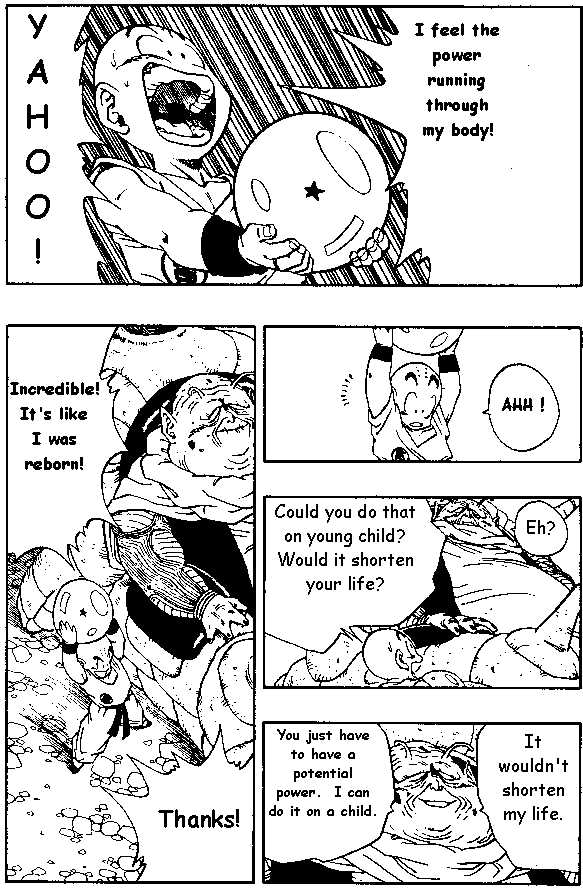 YAHOO!
I feel the
power
running
through
my body!
Incredible!
It's like
I was
reborn!
Thanks!
AHH !
Could you do that
on young child?
Would it shorten
your life?
Eh?
You just have
to have a
potential
power. I can
do it on a child.
It
wouldn't
shorten
my life.